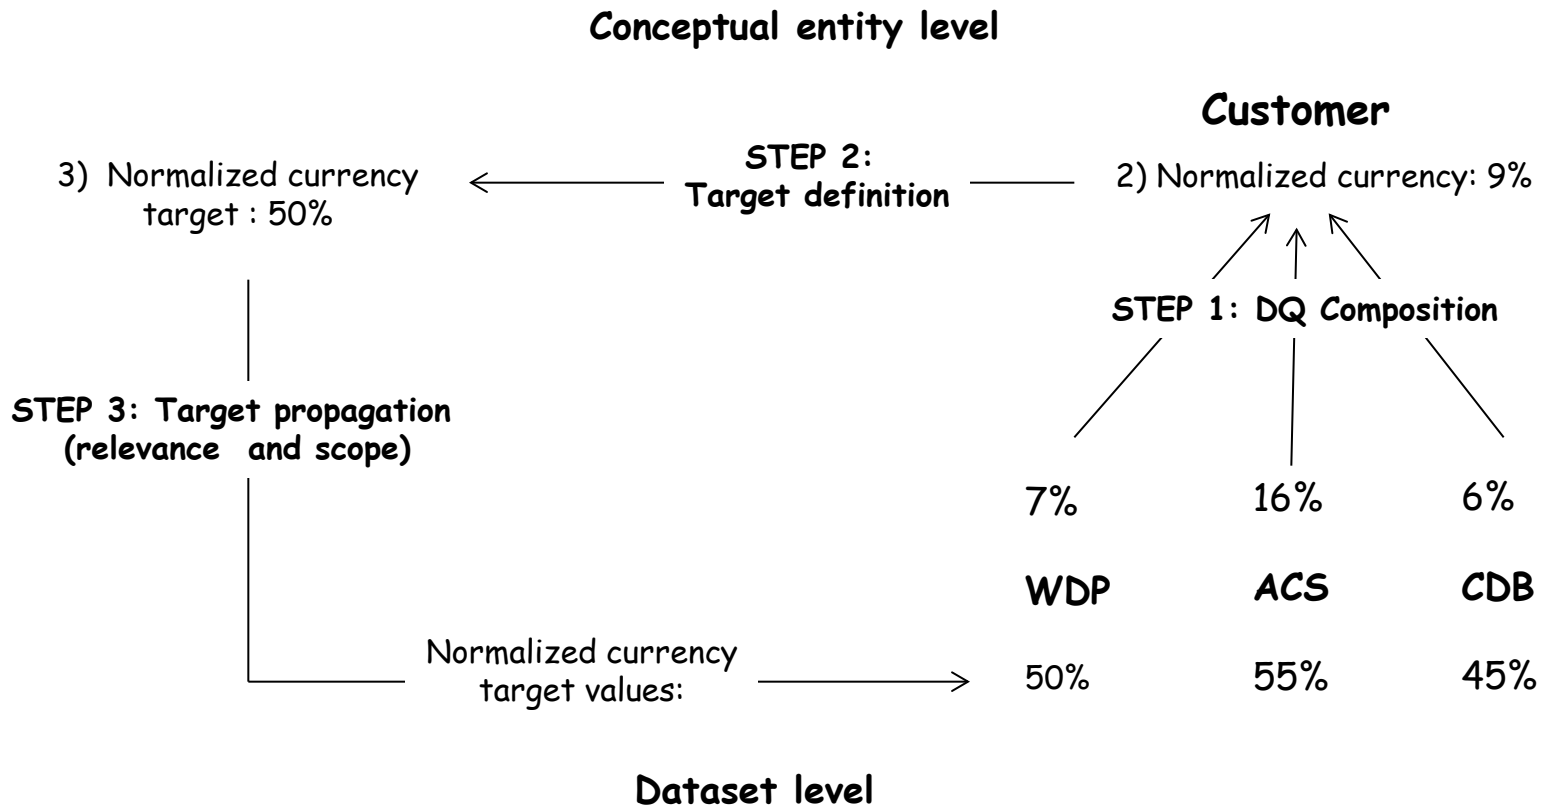 Conceptual entity level
Customer
STEP 2:
Target definition
3) Normalized currency
target : 50%
2) Normalized currency: 9%
STEP 1: DQ Composition
STEP 3: Target propagation
(relevance and scope)
7% 16% 6%
WDP ACS CDB
Normalized currency
target values:
50% 55% 45%
Dataset level